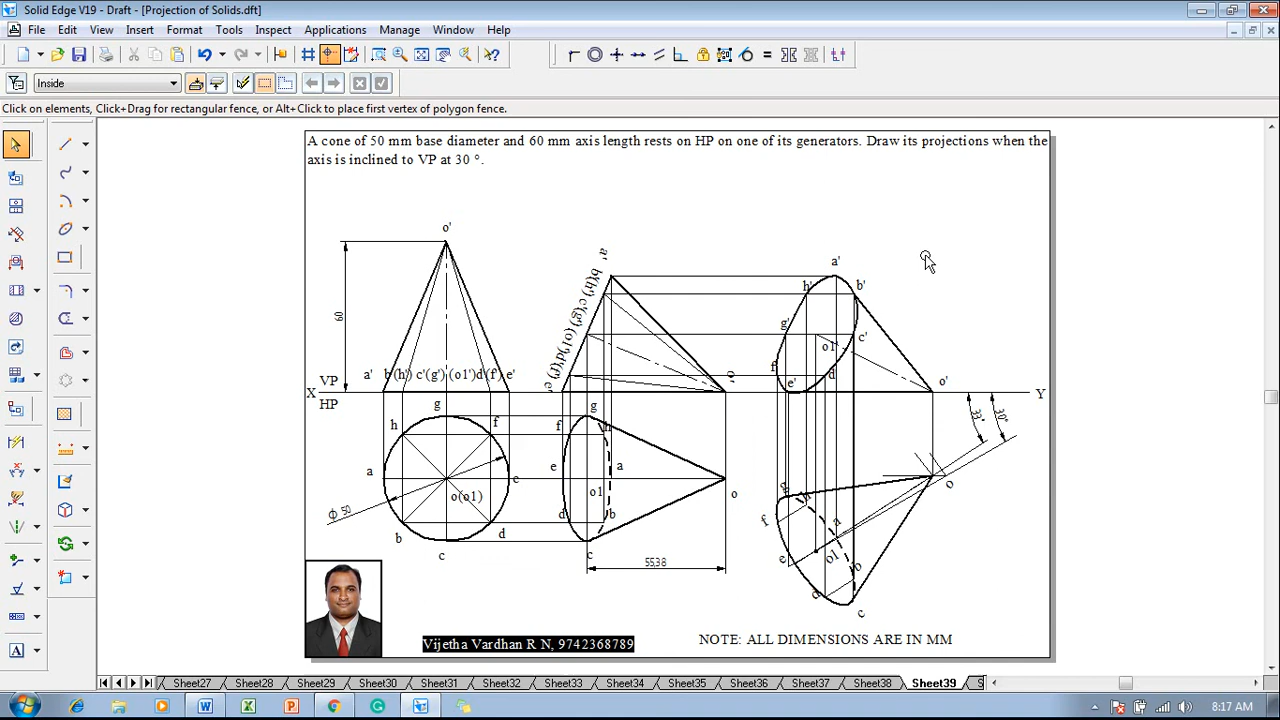 Solid Edge V19 - Draft - [Projection of Solids.dft]
File Edit View Insert Format Tools Inspect Applications Manage Window Help
Inside
Click on elements, Click+Drag for rectangular fence, or Alt+Click to place first vertex of polygon fence.
A cone of 50 mm base diameter and 60 mm axis length rests on HP on one of its generators. Draw its projections when the
axis is inclined to VP at 30 °.
o'
a' b'(h') c'(g') (o1')d'(f') e'
a' h' b'
g' o1' c'
f' d'
e' o'
60
a' b'(h') c'(g') (o1')d'(f') e'
o'
X VP Y
HP
g g
h f f h
a e e a
o(o1) o1 o
b d d b
c c
ϕ 50
55,38
33° 30°
g h o
f a
e o1 b
d c
Vijetha Vardhan R N, 9742368789
NOTE: ALL DIMENSIONS ARE IN MM
Sheet27 Sheet28 Sheet29 Sheet30 Sheet31 Sheet32 Sheet33 Sheet34 Sheet35 Sheet36 Sheet37 Sheet38 Sheet39 S
8:17 AM